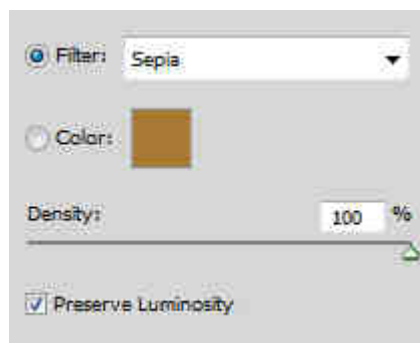 Filter: Sepia
Color:
Density: 100 %
Preserve Luminosity